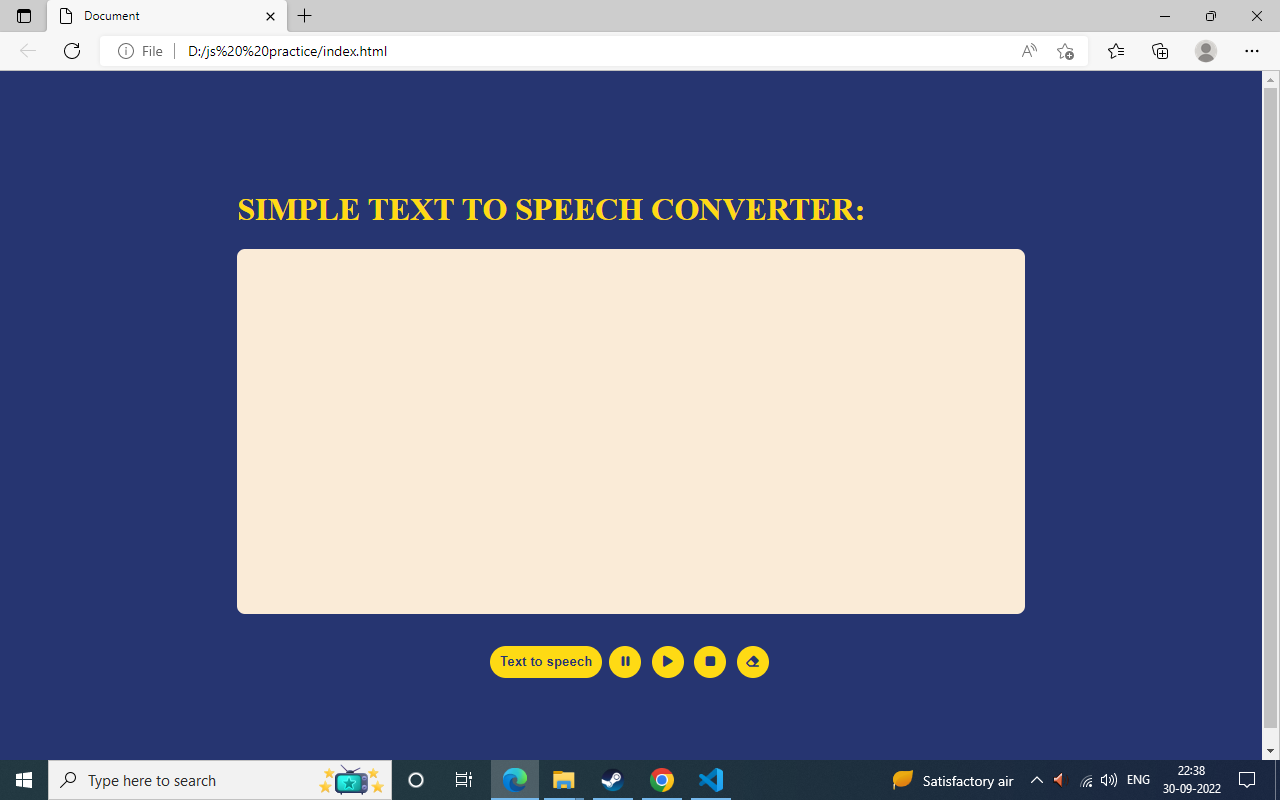 Document
File
D:/js%20%20practice/index.html
SIMPLE TEXT TO SPEECH CONVERTER:
Text to speech
Type here to search
Satisfactory air
ENG
22:38
30-09-2022